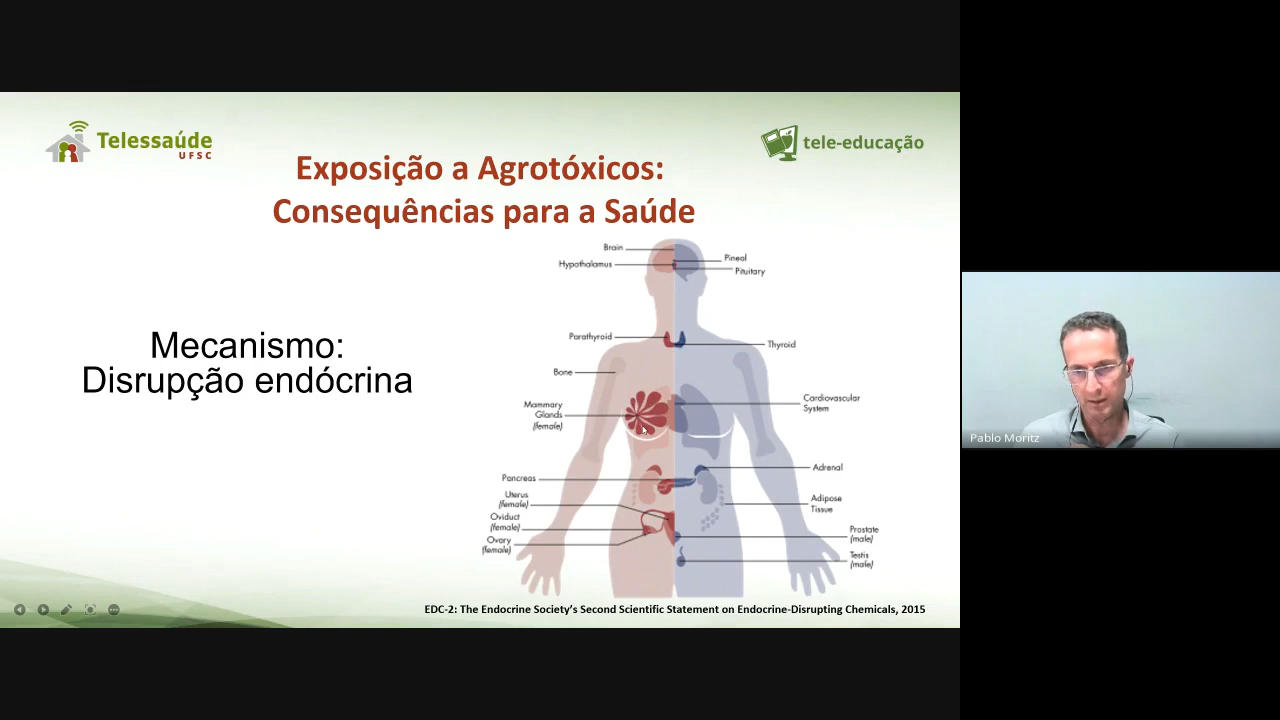 Telessaúde
UFSC
tele-educação
Exposição a Agrotóxicos:
Consequências para a Saúde
Mecanismo:
Disrupção endócrina
Brain
Hypothalamus
Pineal
Pituitary
Parathyroid
Thyroid
Bone
Mammary
Glands
(female)
Cardiovascular
System
Pancreas
Adrenal
Uterus
(female)
Adipose
Tissue
Oviduct
(female)
Ovary
(female)
Prostate
(male)
Testis
(male)
EDC-2: The Endocrine Society's Second Scientific Statement on Endocrine-Disrupting Chemicals, 2015
Pablo Moritz